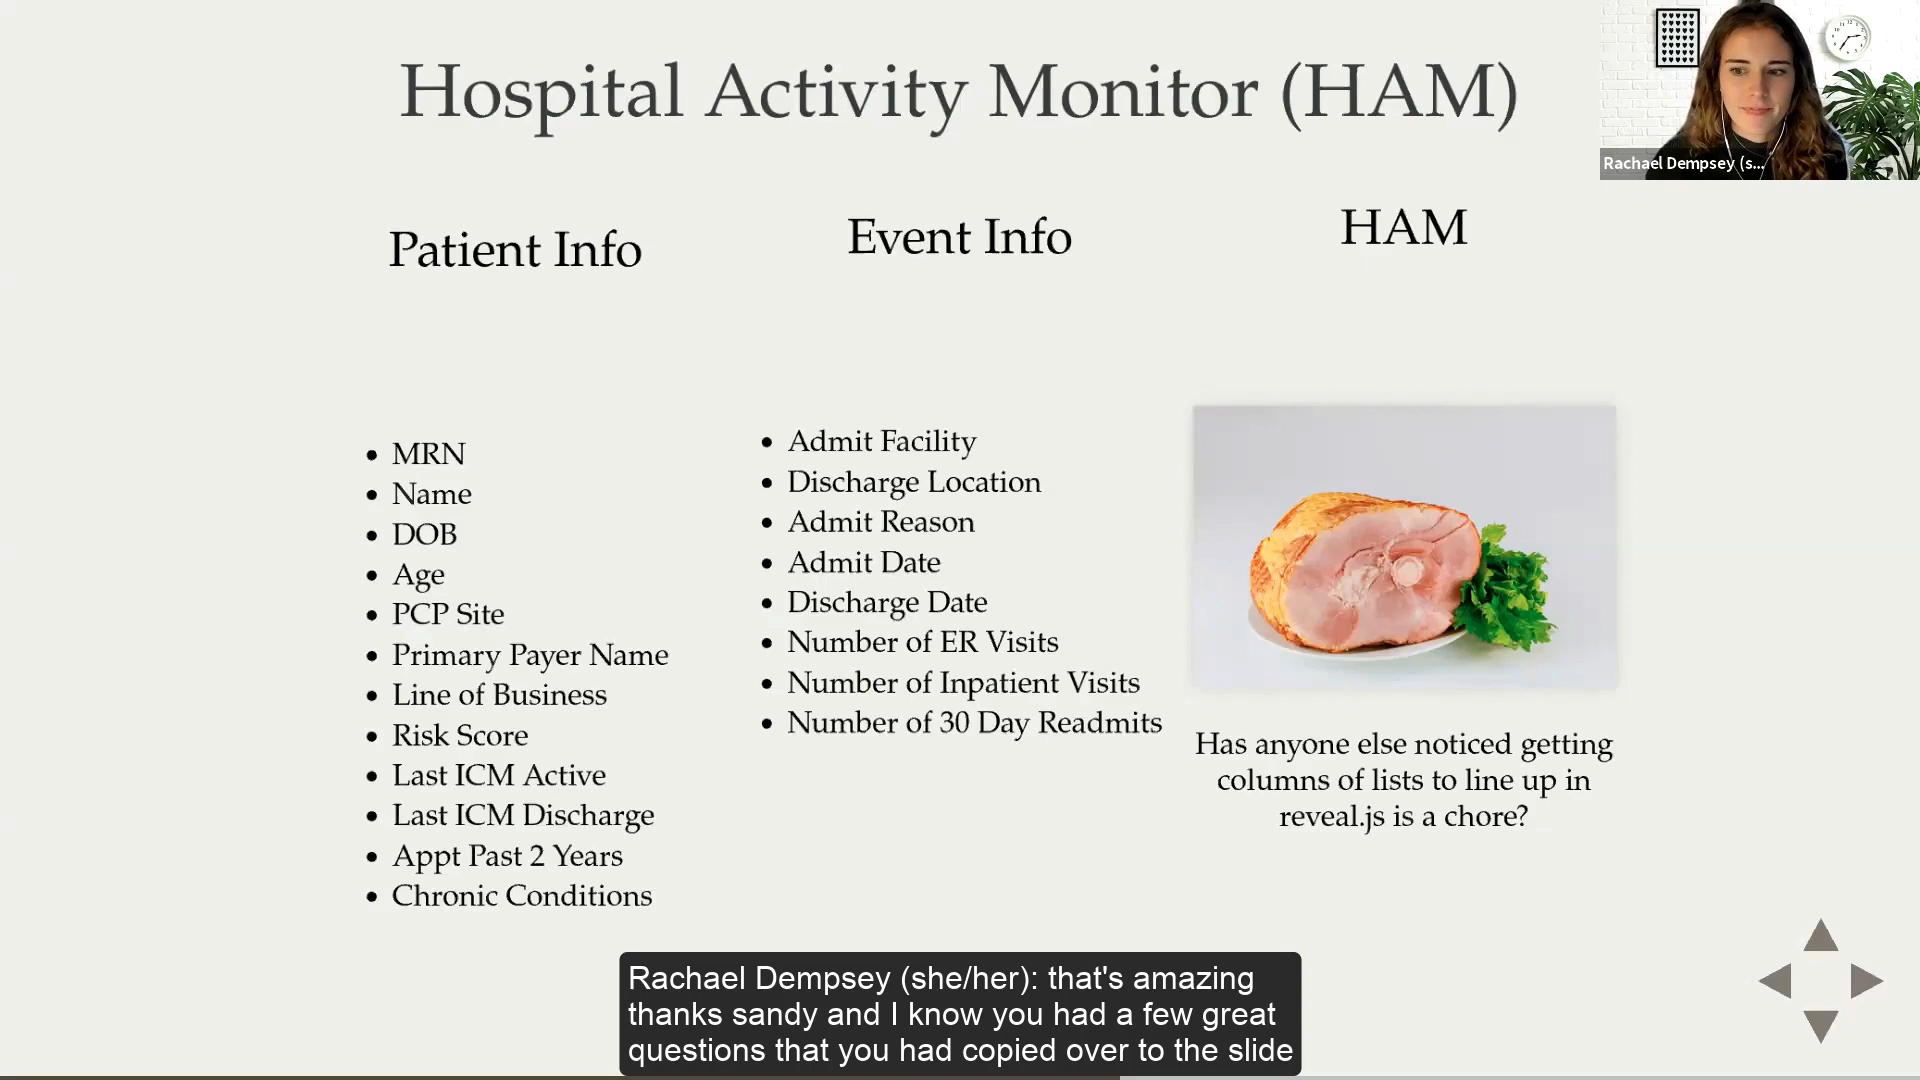 Hospital Activity Monitor (HAM)
Rachael Dempsey (s...
Patient Info
MRN
Name
DOB
Age
PCP Site
Primary Payer Name
Line of Business
Risk Score
Last ICM Active
Last ICM Discharge
Appt Past 2 Years
Chronic Conditions
Event Info
Admit Facility
Discharge Location
Admit Reason
Admit Date
Discharge Date
Number of ER Visits
Number of Inpatient Visits
Number of 30 Day Readmits
HAM
Has anyone else noticed getting
columns of lists to line up in
reveal.js is a chore?
Rachael Dempsey (she/her): that's amazing
thanks sandy and I know you had a few great
questions that you had copied over to the slide